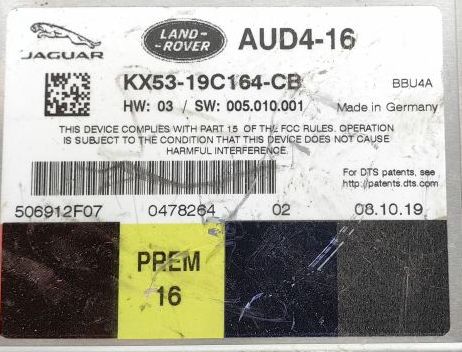 JAGUAR
LAND-
-ROVER
AUD4-16
KX53-19C164-CB
BBU4A
HW: 03 / SW: 005.010.001
Made in Germany
THIS DEVICE COMPLIES WITH PART 15 OF THE FCC RULES. OPERATION
IS SUBJECT TO THE CONDITION THAT THIS DEVICE DOES NOT CAUSE
HARMFUL INTERFERENCE.
For DTS patents, see
http://patents.dts.com.
506912F07 0478264 02 08.10.19
PREM
16